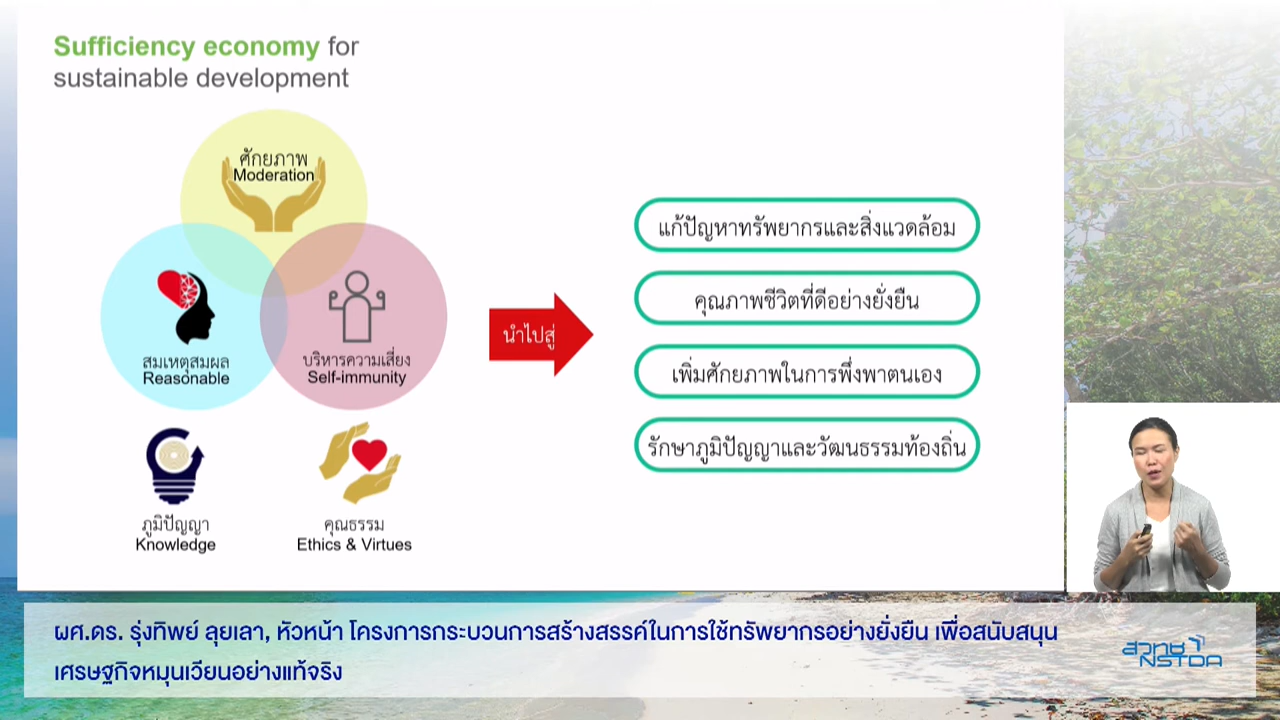 Sufficiency economy for
sustainable development
ศักยภาพ
Moderation
สมเหตุสมผล
Reasonable
บริหารความเสี่ยง
Self-immunity
ภูมิปัญญา
Knowledge
คุณธรรม
Ethics & Virtues
นำไปสู่
แก้ปัญหาทรัพยากรและสิ่งแวดล้อม
คุณภาพชีวิตที่ดีอย่างยั่งยืน
เพิ่มศักยภาพในการพึ่งพาตนเอง
รักษาภูมิปัญญาและวัฒนธรรมท้องถิ่น
ผศ.ดร. รุ่งทิพย์ ลุยเลา, หัวหน้า โครงการกระบวนการสร้างสรรค์ในการใช้ทรัพยากรอย่างยั่งยืน เพื่อสนับสนุน
เศรษฐกิจหมุนเวียนอย่างแท้จริง
สวทช
NSTDA